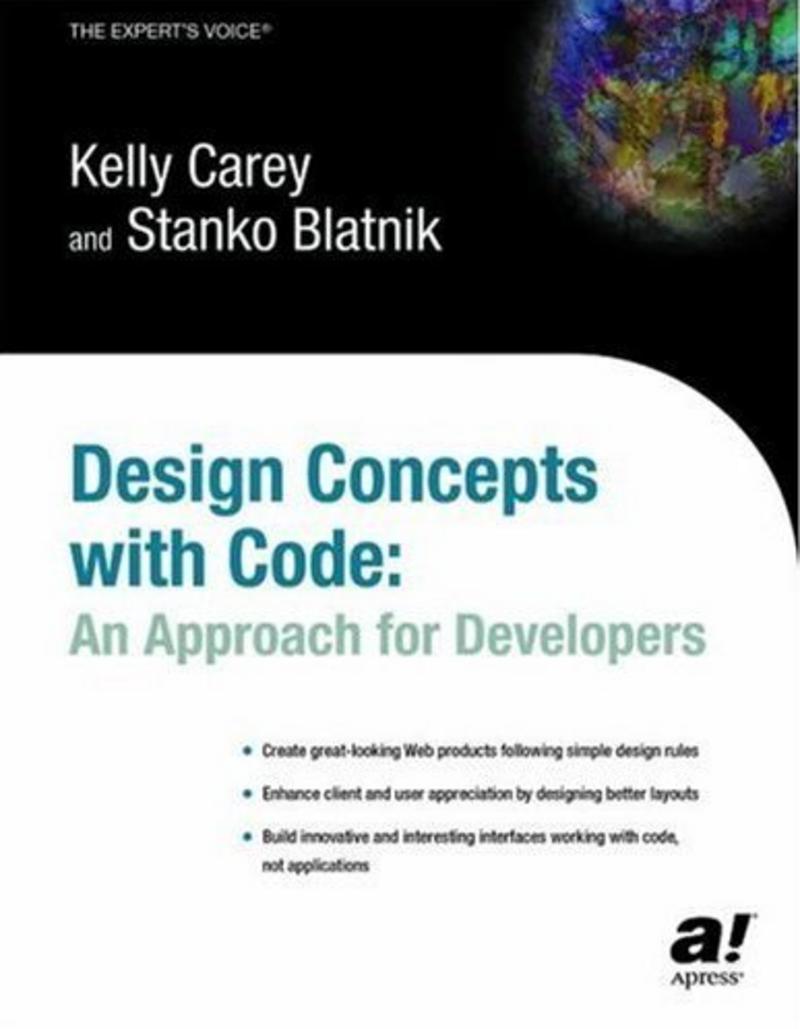 THE EXPERT'S VOICE®
Kelly Carey
and Stanko Blatnik
Design Concepts
with Code:
An Approach for Developers
• Create great-looking Web products following simple design rules
• Enhance client and user appreciation by designing better layouts
• Build innovative and interesting interfaces working with code,
not applications
a!
Apress®